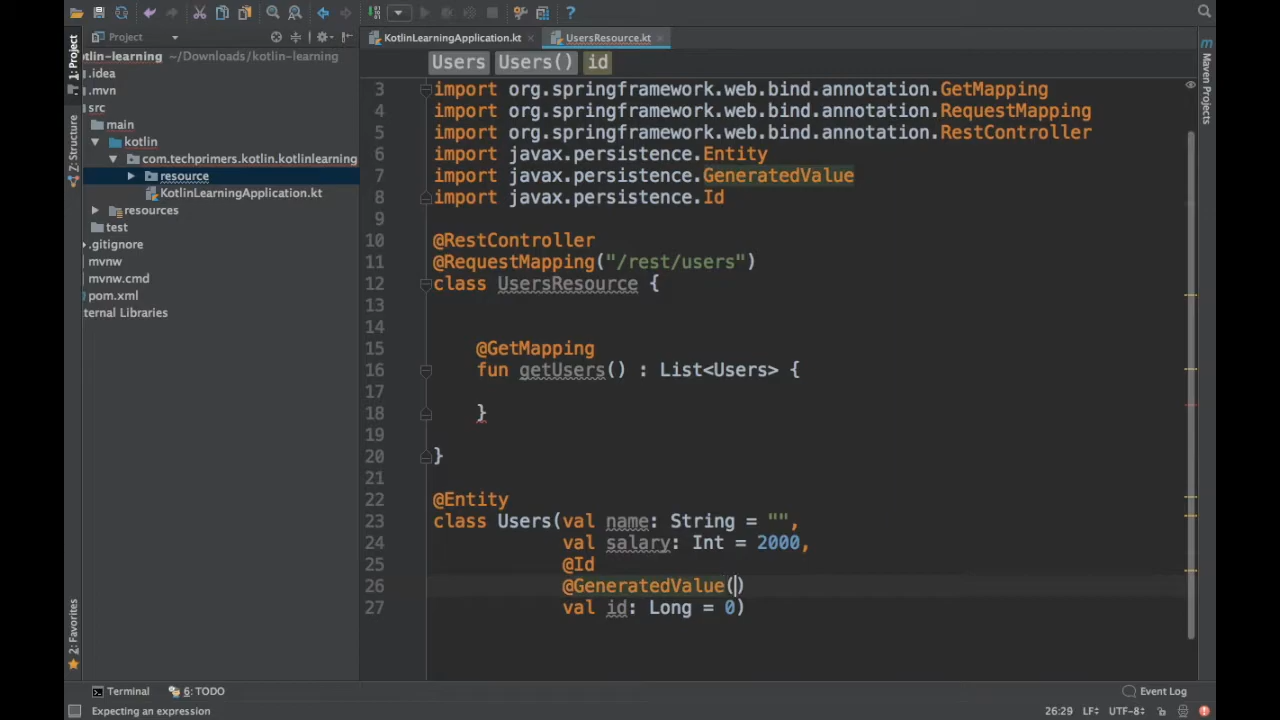 Project
KotlinLearningApplication.kt
UsersResource.kt
1: Project
tlin-learning ~/Downloads/kotlin-learning
.idea
.mvn
src
main
kotlin
com.techprimers.kotlin.kotlinlearning
resource
KotlinLearningApplication.kt
resources
test
.gitignore
mvnw
mvnw.cmd
pom.xml
ternal Libraries
Z: Structure
2: Favorites
Maven Projects
Users Users() id
3 import org.springframework.web.bind.annotation.GetMapping
4 import org.springframework.web.bind.annotation.RequestMapping
5 import org.springframework.web.bind.annotation.RestController
6 import javax.persistence.Entity
7 import javax.persistence.GeneratedValue
8 import javax.persistence.Id
9
10 @RestController
11 @RequestMapping("/rest/users")
12 class UsersResource {
13
14
15 @GetMapping
16 fun getUsers() : List<Users> {
17
18 }
19
20 }
21
22 @Entity
23 class Users(val name: String = "",
24 val salary: Int = 2000,
25 @Id
26 @GeneratedValue()
27 val id: Long = 0)
Terminal 6: TODO Event Log
Expecting an expression 26:29 LF UTF-8